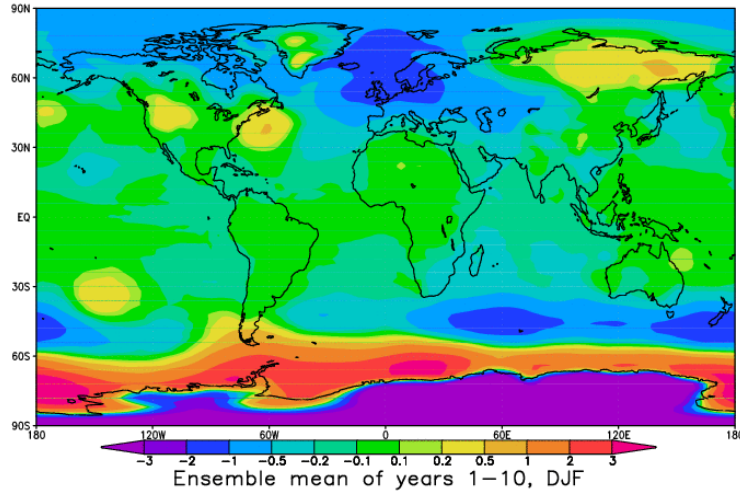 90N
60N
30N
EQ
30S
60S
90S
180 120W 60W 0 60E 120E 180
-3 -2 -1 -0.5 -0.2 -0.1 0.1 0.2 0.5 1 2 3
Ensemble mean of years 1-10, DJF